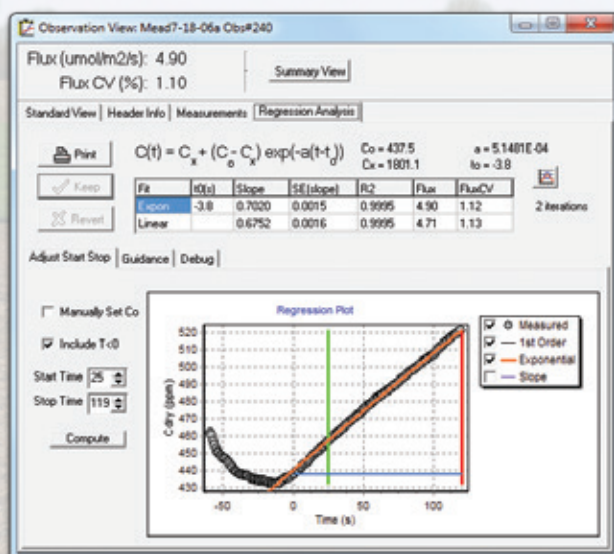 Observation View: Mead7-18-06a Obs#240
Flux (umol/m2/s): 4.90
Flux CV (%): 1.10
Summary View
Standard View | Header Info | Measurements | Regression Analysis
Print
Keep
Revert
C(t) = Cx + (Co - Cx) exp(-a(t-to))
Co = 437.5 a = 5.1481E-04
Cx = 1801.1 to = -3.8
Fit t0(s) Slope SE(slope) R2 Flux FluxCV
Expon -3.8 0.7020 0.0015 0.9995 4.90 1.12
Linear 0.6752 0.0016 0.9995 4.71 1.13
2 iterations
Adjust Start Stop | Guidance | Debug
Manually Set Co
Include T<0
Start Time 25
Stop Time 119
Compute
Regression Plot
520
510
500
490
480
470
460
450
440
430
C dry (ppm)
-50 0 50 100
Time (s)
Measured
1st Order
Exponential
Slope